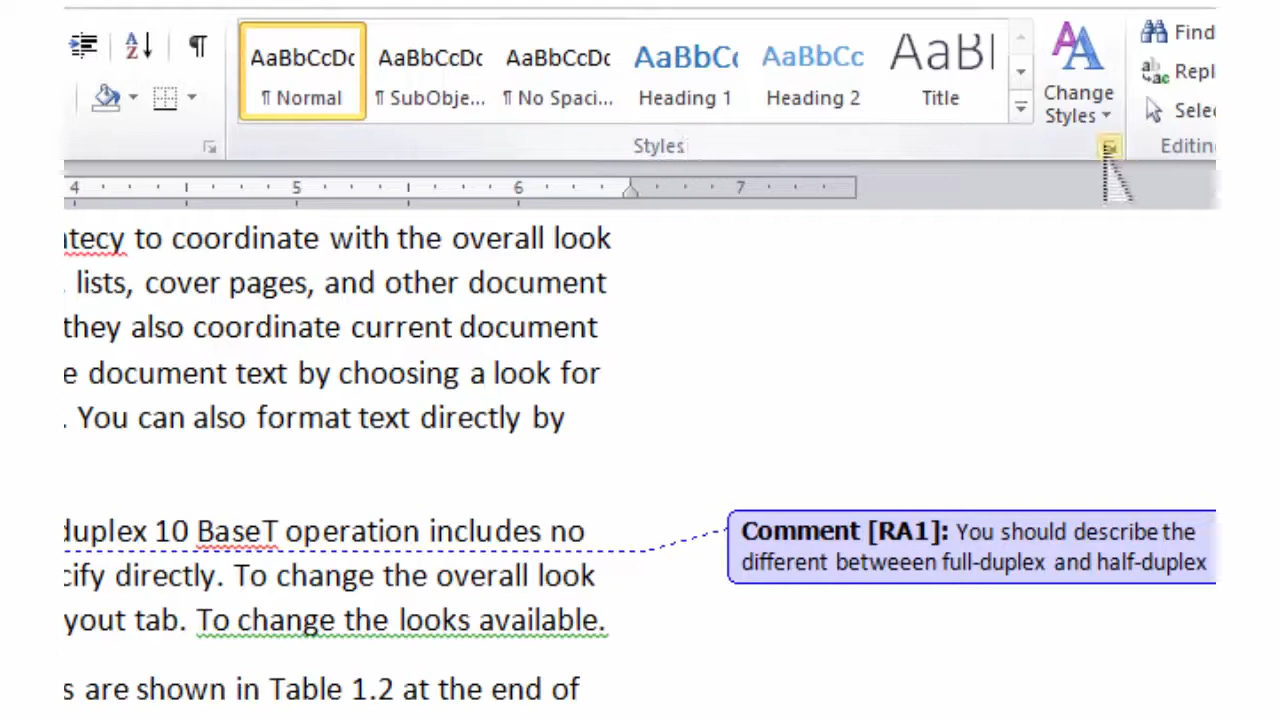 AaBbCcDc AaBbCcDc AaBbCcDc AaBbC AaBbCc AaBl
¶ Normal ¶ SubObje... ¶ No Spaci... Heading 1 Heading 2 Title
Change
Styles
Find
Repl
Sele
Styles
Editin
4 5 6 7
to coordinate with the overall look
lists, cover pages, and other document
they also coordinate current document
e document text by choosing a look for
. You can also format text directly by
duplex 10 BaseT operation includes no
cify directly. To change the overall look
yout tab. To change the looks available.
s are shown in Table 1.2 at the end of
Comment [RA1]: You should describe the
different betweeen full-duplex and half-duplex